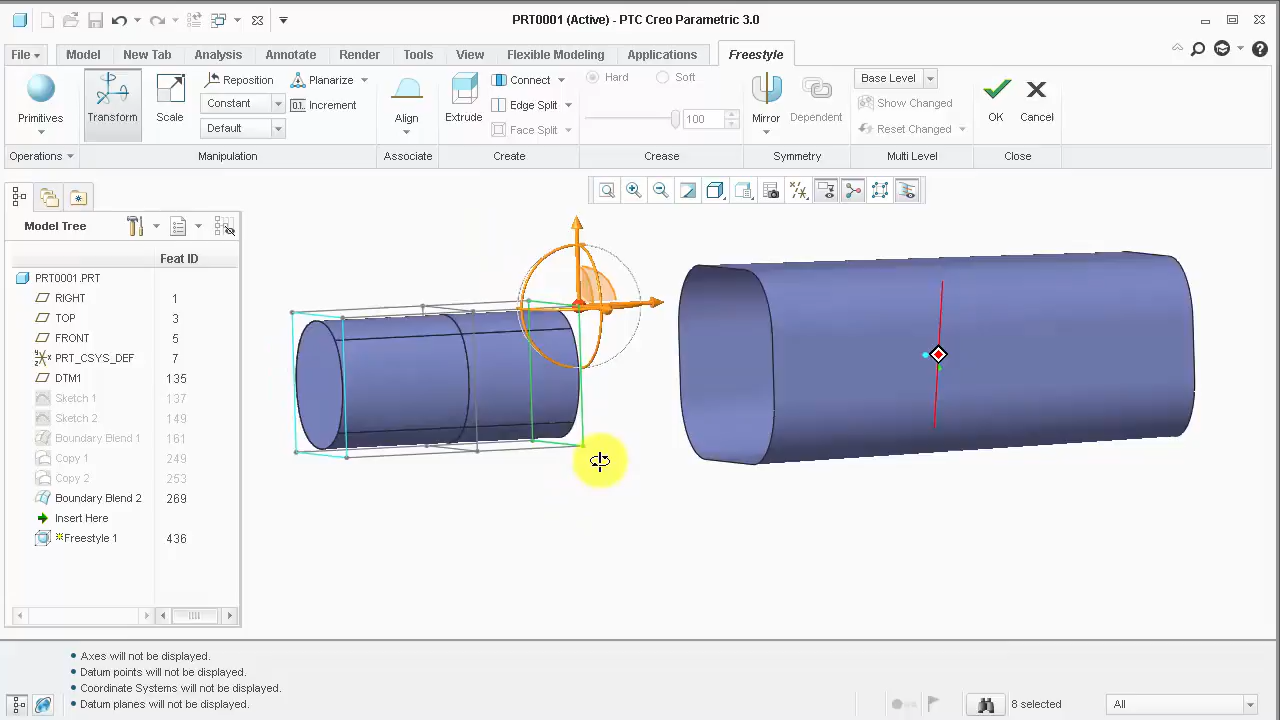 PRT0001 (Active) - PTC Creo Parametric 3.0
File Model New Tab Analysis Annotate Render Tools View Flexible Modeling Applications Freestyle
Primitives
Transform
Scale
Reposition
Constant
Default
Planarize
Increment
Align
Extrude
Connect
Edge Split
Face Split
Hard Soft
100
Mirror
Dependent
Base Level
Show Changed
Reset Changed
OK
Cancel
Operations Manipulation Associate Create Crease Symmetry Multi Level Close
Model Tree
Feat ID
PRT0001.PRT
RIGHT 1
TOP 3
FRONT 5
PRT_CSYS_DEF 7
DTM1 135
Sketch 1 137
Sketch 2 149
Boundary Blend 1 161
Copy 1 249
Copy 2 253
Boundary Blend 2 269
Insert Here
Freestyle 1 436
• Axes will not be displayed.
• Datum points will not be displayed.
• Coordinate Systems will not be displayed.
• Datum planes will not be displayed.
8 selected
All